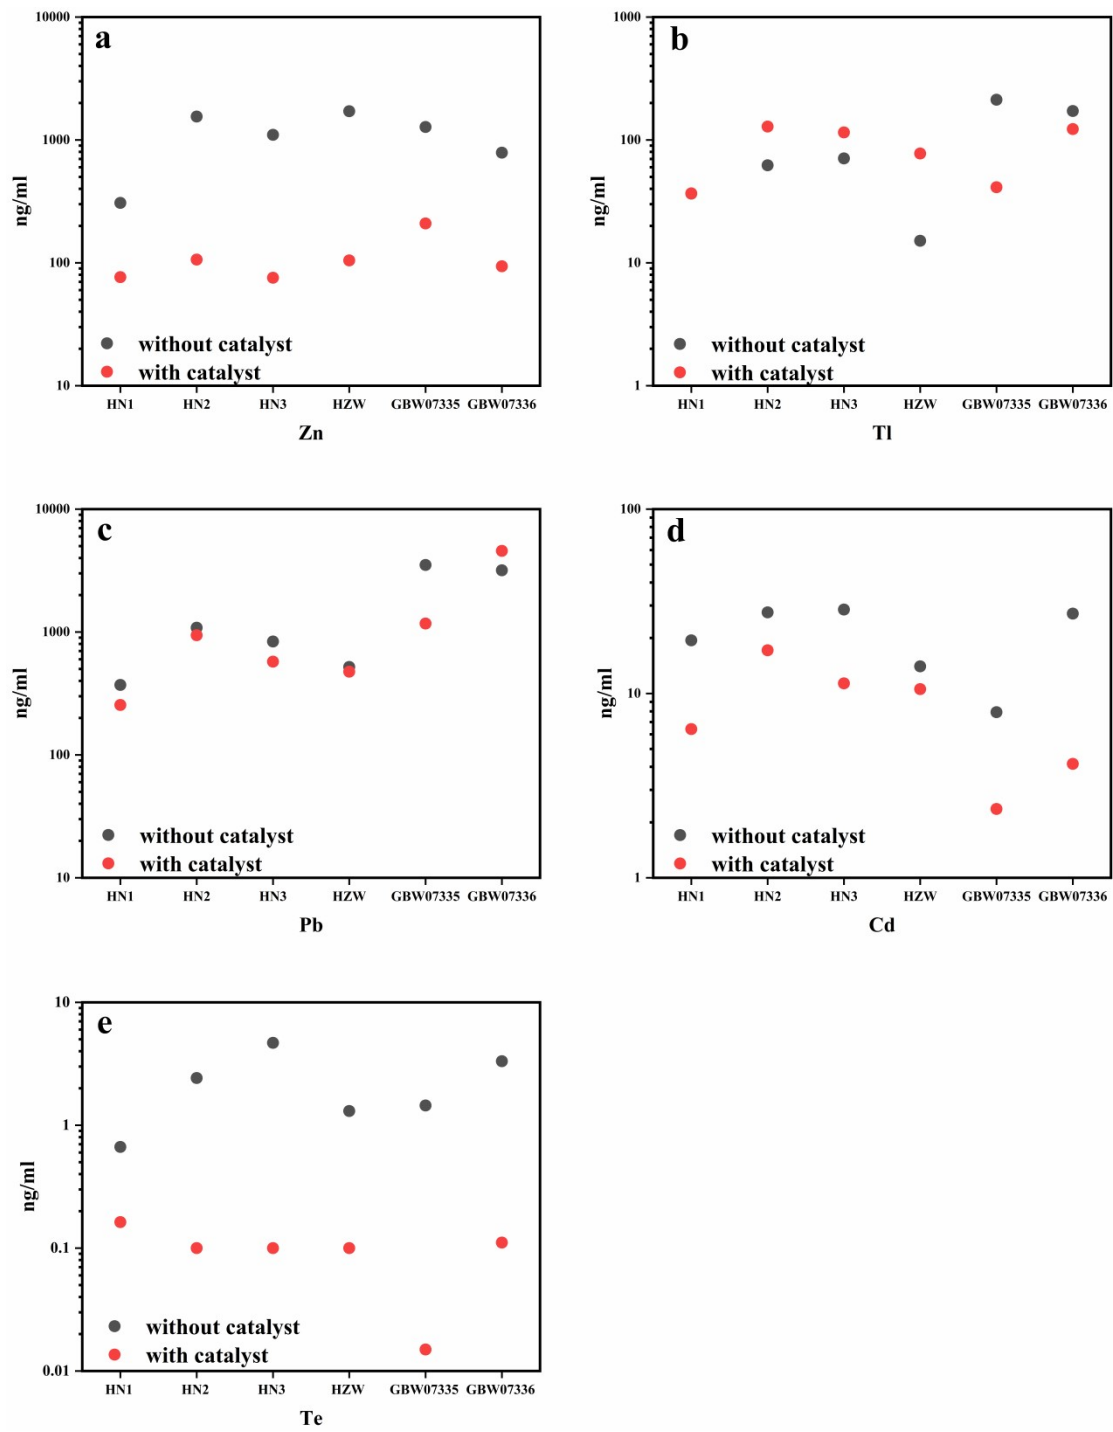 a
10000
1000
100
10
ng/ml
without catalyst
with catalyst
HN1 HN2 HN3 HZW GBW07335 GBW07336
Zn
b
1000
100
10
1
ng/ml
without catalyst
with catalyst
HN1 HN2 HN3 HZW GBW07335 GBW07336
Tl
c
10000
1000
100
10
ng/ml
without catalyst
with catalyst
HN1 HN2 HN3 HZW GBW07335 GBW07336
Pb
d
100
10
1
ng/ml
without catalyst
with catalyst
HN1 HN2 HN3 HZW GBW07335 GBW07336
Cd
e
10
1
0.1
0.01
ng/ml
without catalyst
with catalyst
HN1 HN2 HN3 HZW GBW07335 GBW07336
Te